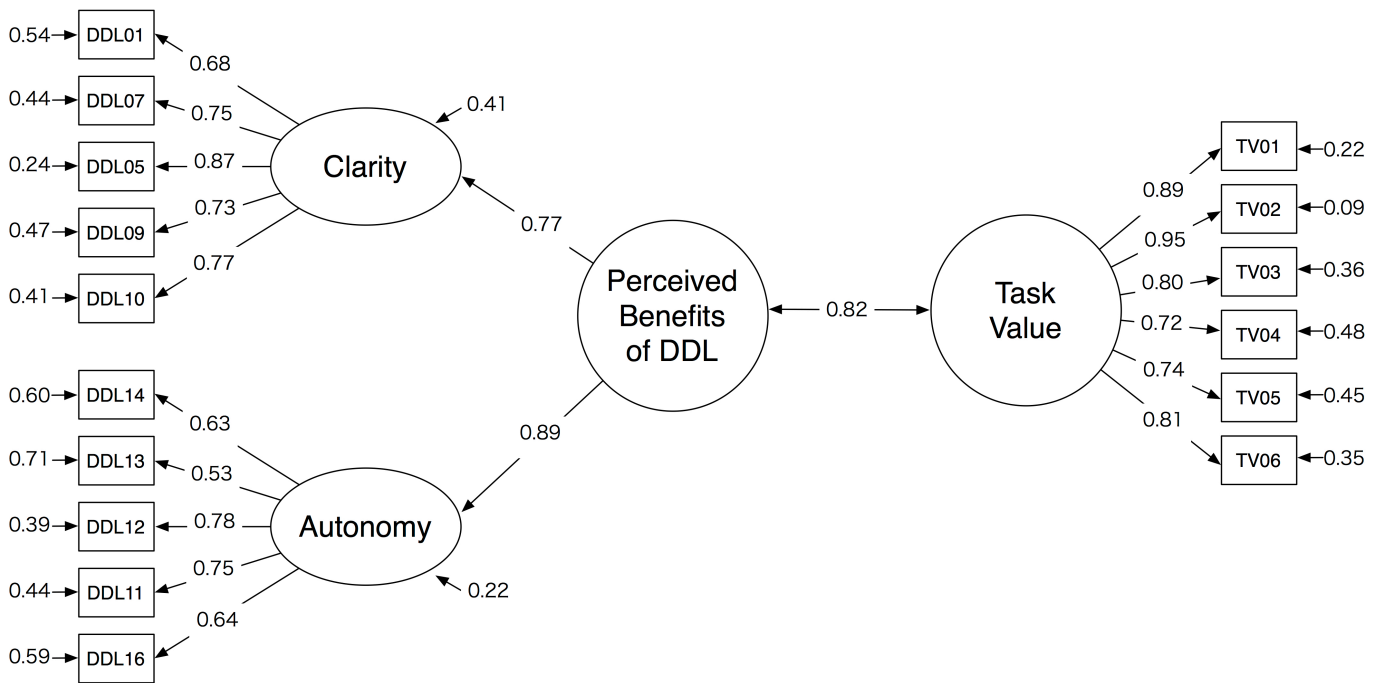 0.54
DDL01
0.68
0.44
DDL07
0.75
0.41
0.24
DDL05
0.87
Clarity
0.47
DDL09
0.73
0.41
DDL10
0.77
0.77
Perceived
Benefits
of DDL
0.82
Task
Value
0.89
TV01
0.22
0.95
TV02
0.09
0.80
TV03
0.36
0.72
TV04
0.48
0.74
TV05
0.45
0.81
TV06
0.35
0.89
0.60
DDL14
0.63
0.71
DDL13
0.53
0.39
DDL12
0.78
Autonomy
0.44
DDL11
0.75
0.22
0.59
DDL16
0.64